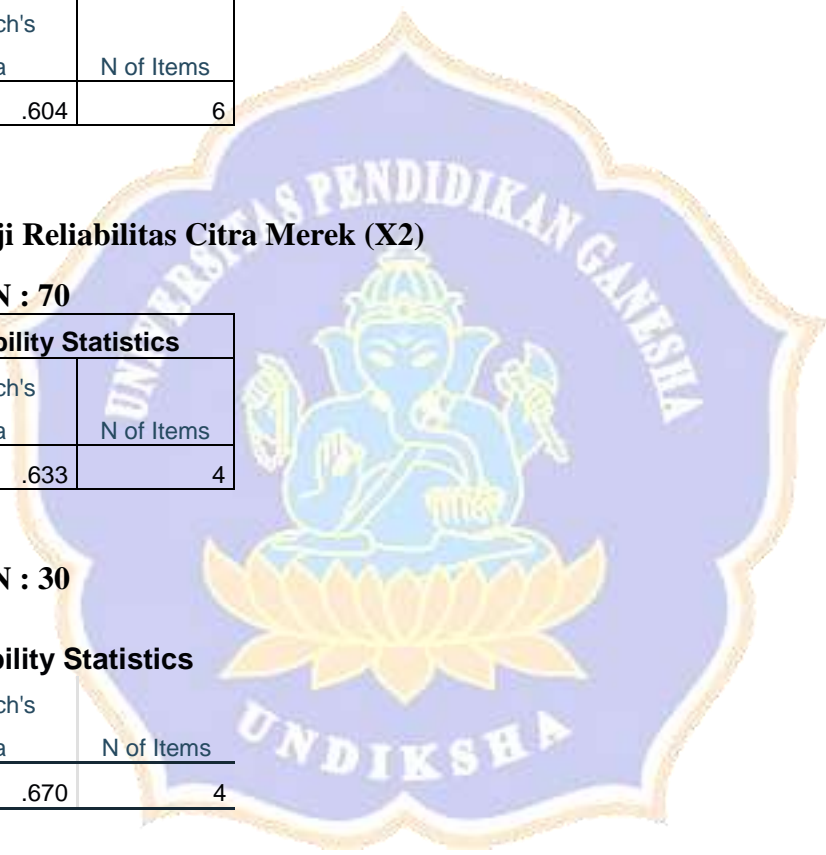 ch's
a N of Items
.604 6
UNIVERSITAS PENDIDIKAN GANESHA
ji Reliabilitas Citra Merek (X2)
N : 70
bility Statistics
ch's
a N of Items
.633 4
N : 30
bility Statistics
ch's
a N of Items
.670 4
UNDIKSHA